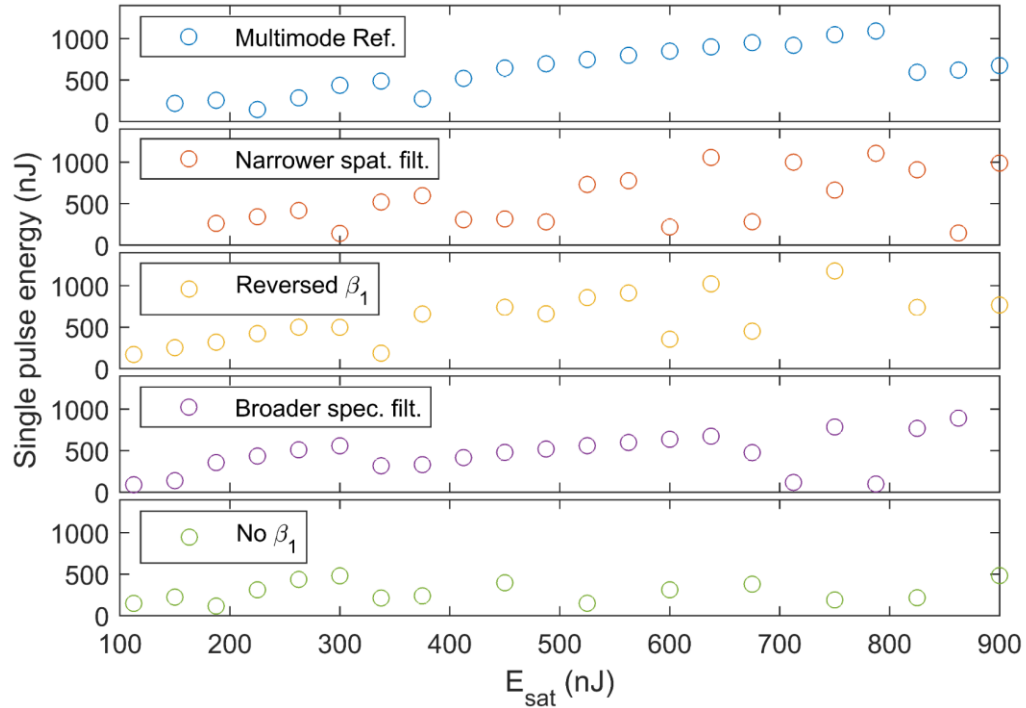 1000
500
0
Multimode Ref.
1000
500
0
Narrower spat. filt.
1000
500
0
Reversed β₁
1000
500
0
Broader spec. filt.
1000
500
0
No β₁
100 200 300 400 500 600 700 800 900
E_sat (nJ)
Single pulse energy (nJ)